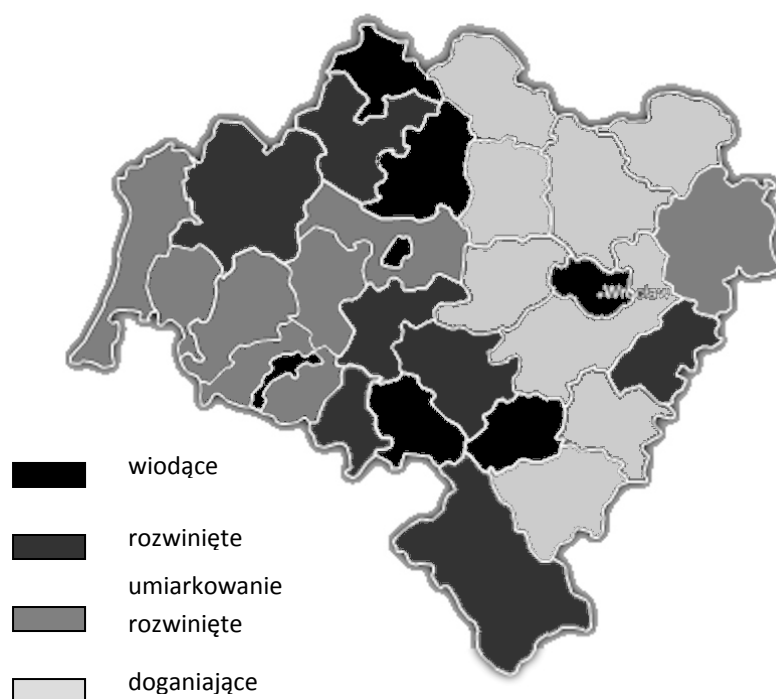 .Wrocław
wiodące
rozwinięte
umiarkowanie
rozwinięte
doganiające